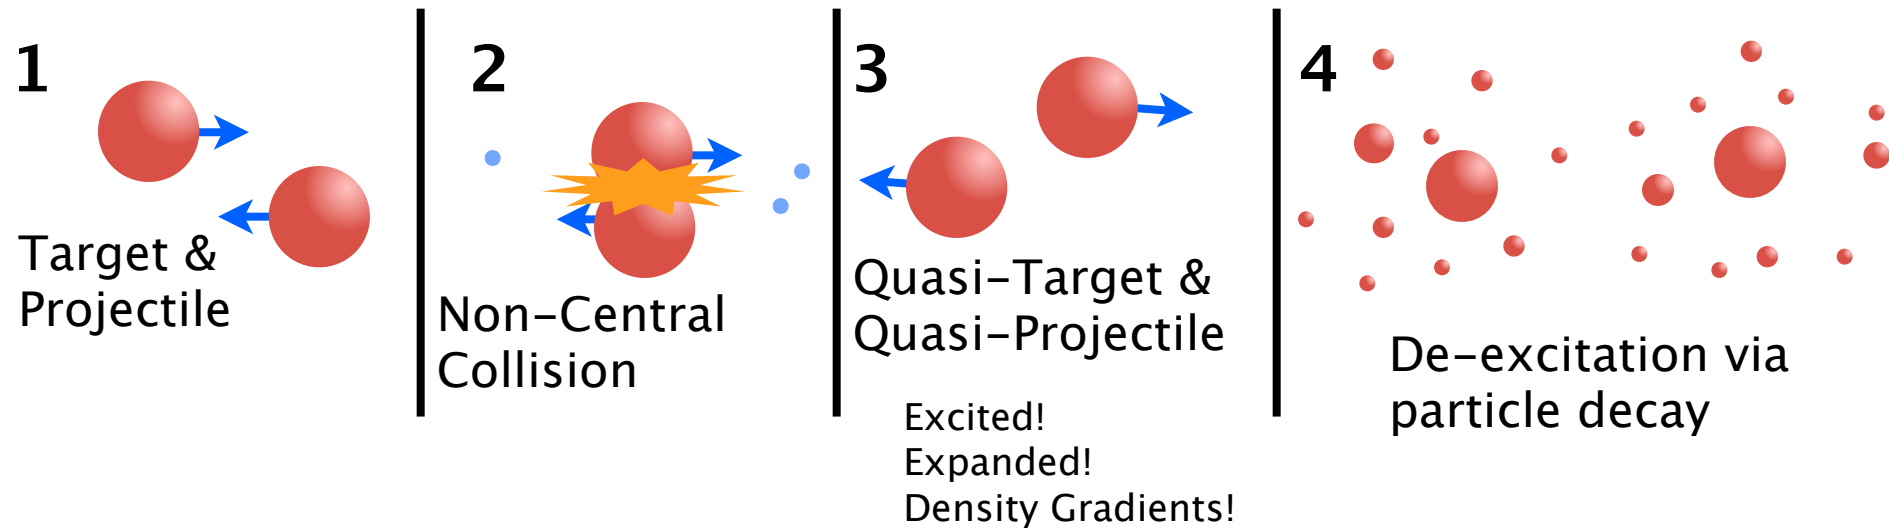 1
Target &
Projectile
2
Non-Central
Collision
3
Quasi-Target &
Quasi-Projectile
Excited!
Expanded!
Density Gradients!
4
De-excitation via
particle decay